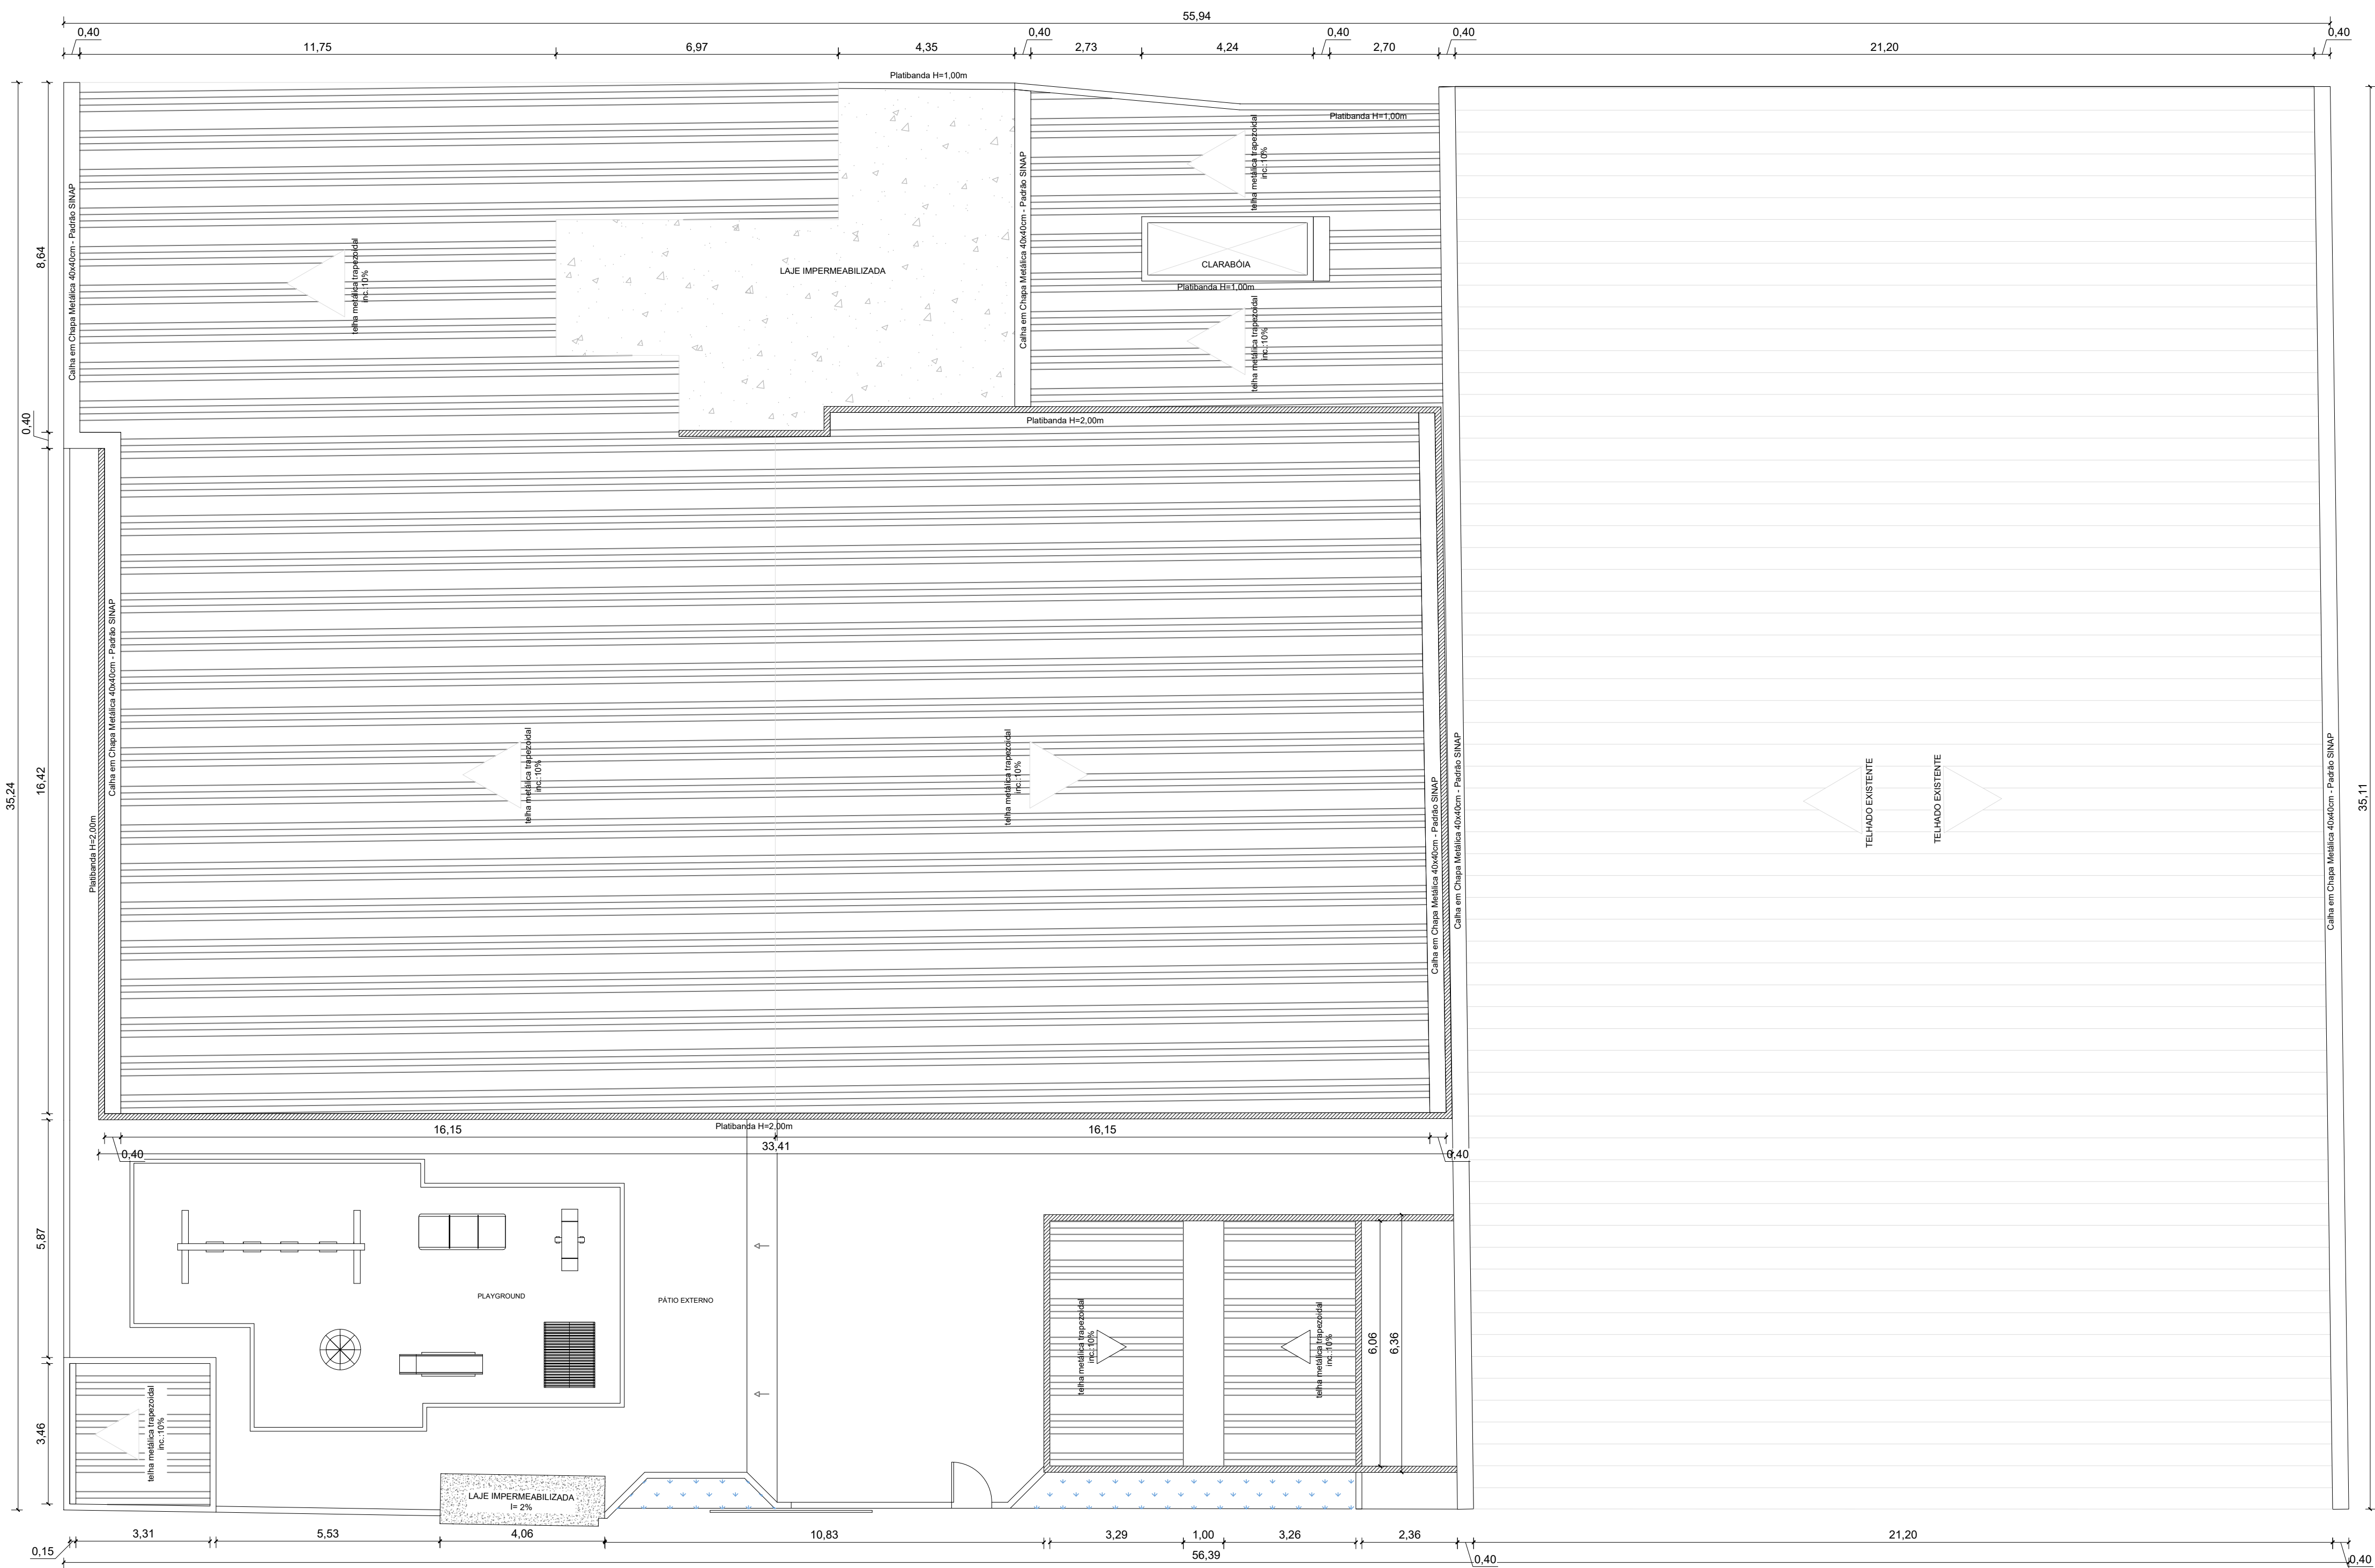 55,94
0,40
0,40
0,40
0,40
0,40
11,75
6,97
4,35
2,73
4,24
2,70
21,20
Platibanda H=1,00m
Platibanda H=1,00m
Calha em Chapa Metálica 40x40cm - Padrão SINAP
Calha em Chapa Metálica 40x40cm - Padrão SINAP
telha metálica trapezoidal
inc.:10%
telha metálica trapezoidal
inc.:10%
8,64
LAJE IMPERMEABILIZADA
CLARABÓIA
Platibanda H=1,00m
telha metálica trapezoidal
inc.:10%
0,40
Platibanda H=2,00m
Calha em Chapa Metálica 40x40cm - Padrão SINAP
35,24
16,42
Platibanda H=2,00m
telha metálica trapezoidal
inc.:10%
telha metálica trapezoidal
inc.:10%
Calha em Chapa Metálica 40x40cm - Padrão SINAP
Calha em Chapa Metálica 40x40cm - Padrão SINAP
TELHADO EXISTENTE
TELHADO EXISTENTE
Calha em Chapa Metálica 40x40cm - Padrão SINAP
35,11
Platibanda H=2,00m
16,15
16,15
33,41
0,40
0,40
5,87
PLAYGROUND
PÁTIO EXTERNO
telha metálica trapezoidal
inc.:10%
telha metálica trapezoidal
inc.:10%
6,06
6,36
3,46
telha metálica trapezoidal
inc.:10%
LAJE IMPERMEABILIZADA
I= 2%
3,31
5,53
4,06
10,83
3,29
1,00
3,26
2,36
21,20
0,15
56,39
0,40
0,40